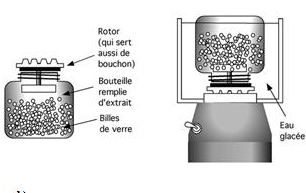 Rotor
(qui sert
aussi de
bouchon)
Bouteille
remplie
d'extrait
Billes
de verre
Eau
glacée